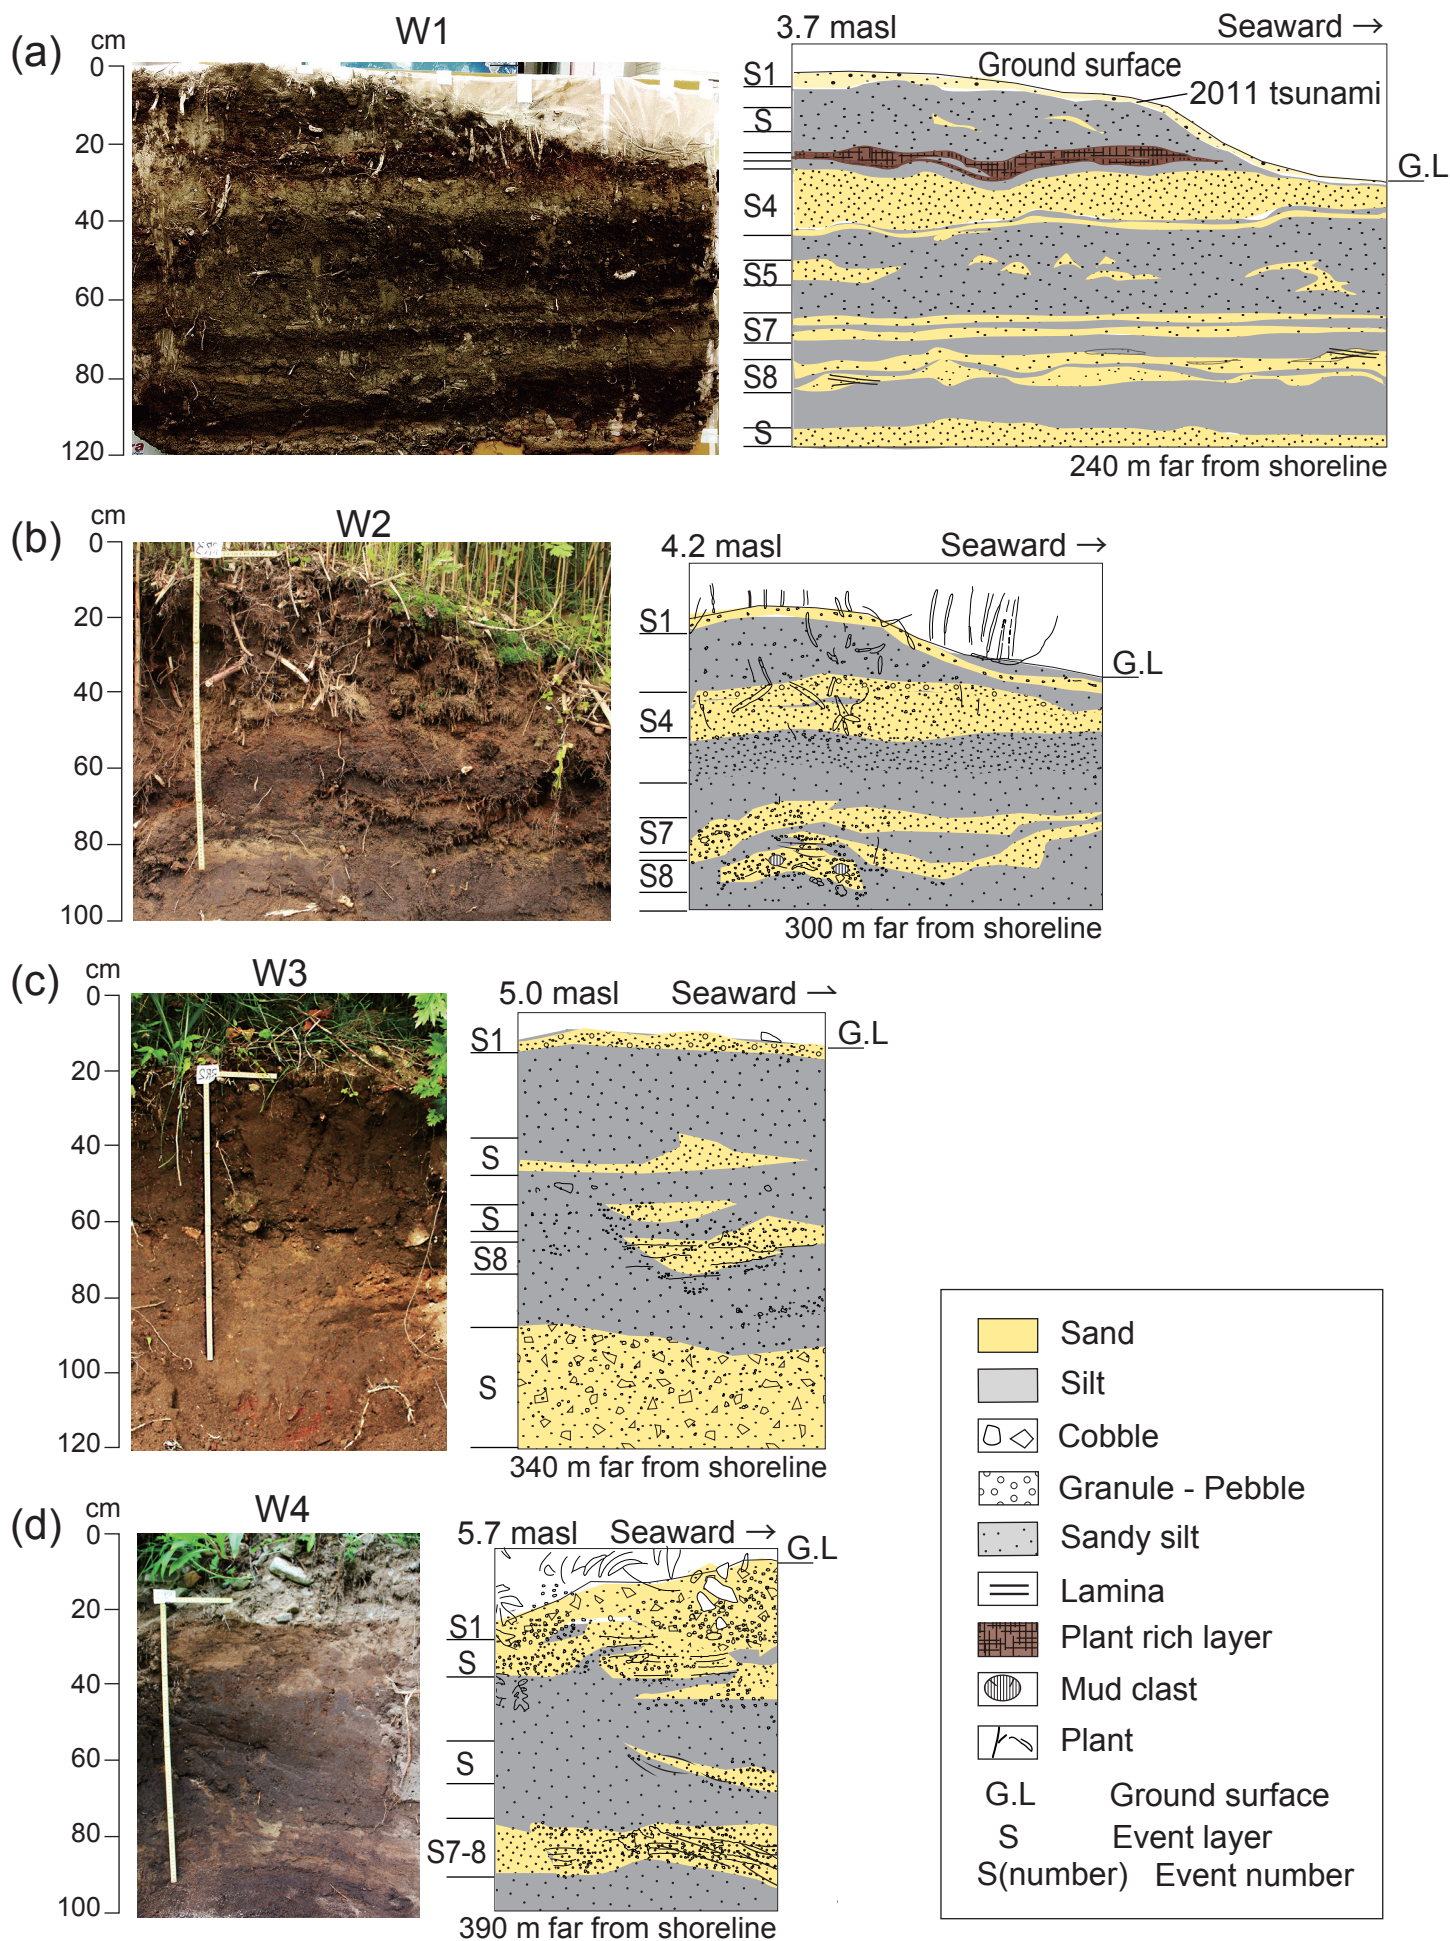 (a)
W1
cm
0
20
40
60
80
120
3.7 masl
Seaward →
Ground surface
2011 tsunami
G.L
S1
S
S4
S5
S7
S8
S
240 m far from shoreline
(b)
W2
cm
0
20
40
60
80
100
4.2 masl
Seaward →
G.L
S1
S4
S7
S8
300 m far from shoreline
(c)
W3
cm
0
20
40
60
80
100
120
5.0 masl
Seaward ⇀
G.L
S1
S
S
S8
S
340 m far from shoreline
(d)
W4
cm
0
20
40
60
80
100
5.7 masl
Seaward →
G.L
S1
S
S
S7-8
390 m far from shoreline
Sand
Silt
Cobble
Granule - Pebble
Sandy silt
Lamina
Plant rich layer
Mud clast
Plant
G.L Ground surface
S Event layer
S(number) Event number